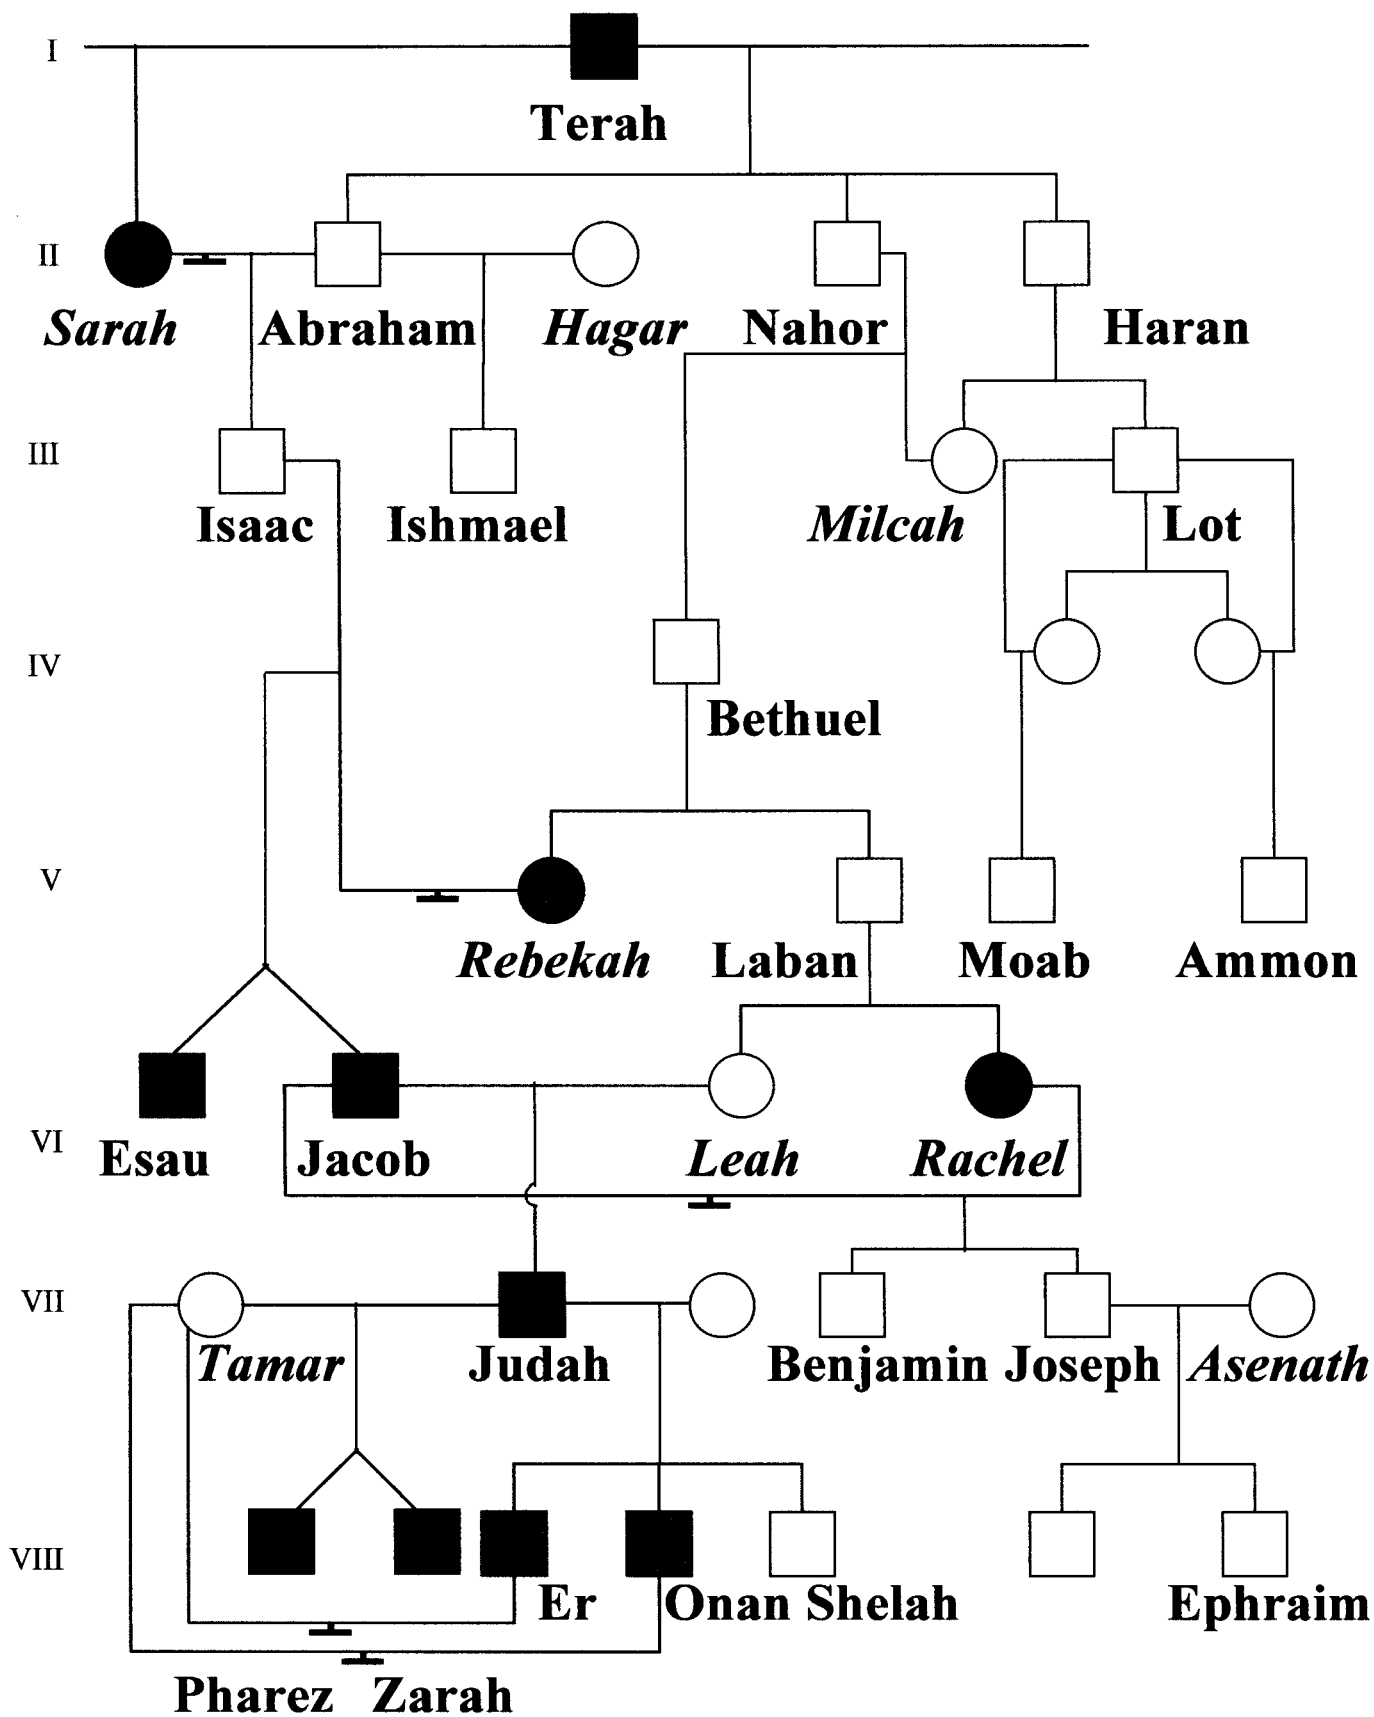 I
Terah
II
Sarah Abraham Hagar Nahor Haran
III
Isaac Ishmael Milcah Lot
IV
Bethuel
V
Rebekah Laban Moab Ammon
VI
Esau Jacob Leah Rachel
VII
Tamar Judah Benjamin Joseph Asenath
VIII
Er Onan Shelah Ephraim
Pharez Zarah